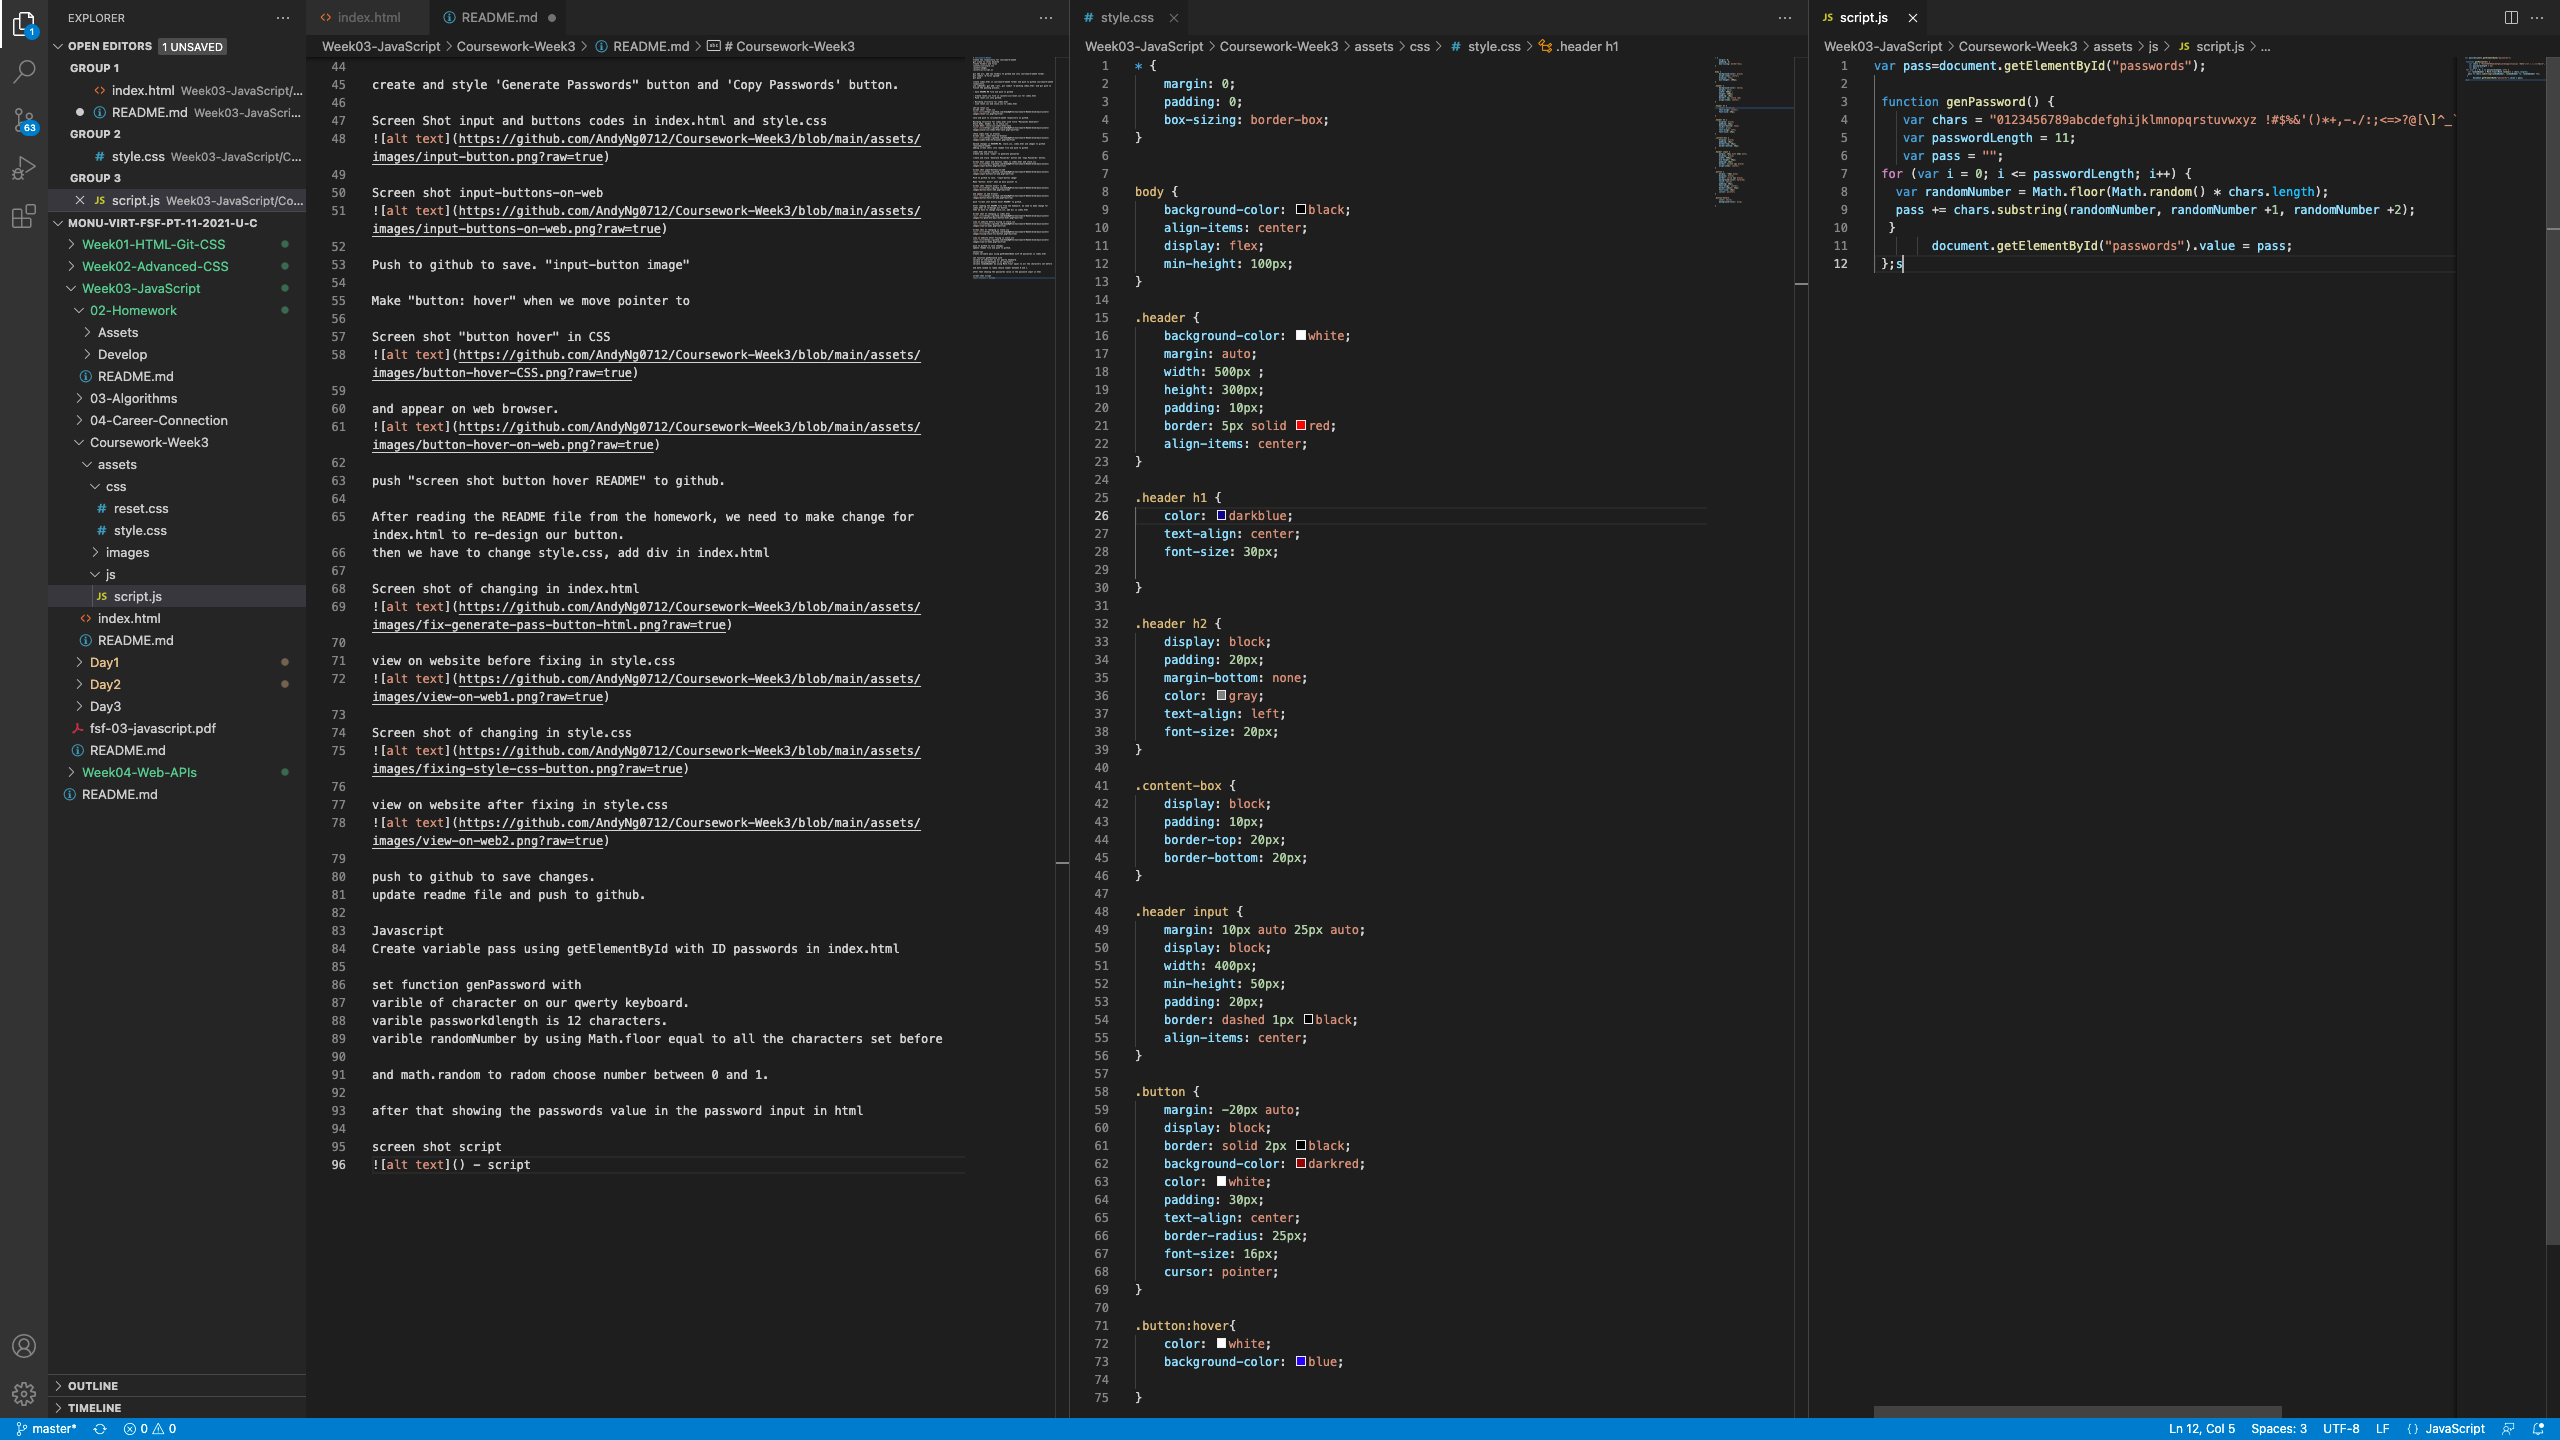 EXPLORER
OPEN EDITORS 1 UNSAVED
GROUP 1
index.html Week03-JavaScript/...
README.md Week03-JavaScri...
GROUP 2
style.css Week03-JavaScript/C...
GROUP 3
script.js Week03-JavaScript/Co...
MONU-VIRT-FSF-PT-11-2021-U-C
Week01-HTML-Git-CSS
Week02-Advanced-CSS
Week03-JavaScript
02-Homework
Assets
Develop
README.md
03-Algorithms
04-Career-Connection
Coursework-Week3
assets
css
reset.css
style.css
images
js
script.js
index.html
README.md
Day1
Day2
Day3
fsf-03-javascript.pdf
README.md
Week04-Web-APIs
README.md
OUTLINE
TIMELINE
1
63
index.html
README.md
Week03-JavaScript > Coursework-Week3 > README.md > # Coursework-Week3
44
45 create and style 'Generate Passwords" button and 'Copy Passwords' button.
46
47 Screen Shot input and buttons codes in index.html and style.css
48 ![alt text](https://github.com/AndyNg0712/Coursework-Week3/blob/main/assets/
images/input-button.png?raw=true)
49
50 Screen shot input-buttons-on-web
51 ![alt text](https://github.com/AndyNg0712/Coursework-Week3/blob/main/assets/
images/input-buttons-on-web.png?raw=true)
52
53 Push to github to save. "input-button image"
54
55 Make "button: hover" when we move pointer to
56
57 Screen shot "button hover" in CSS
58 ![alt text](https://github.com/AndyNg0712/Coursework-Week3/blob/main/assets/
images/button-hover-CSS.png?raw=true)
59
60 and appear on web browser.
61 ![alt text](https://github.com/AndyNg0712/Coursework-Week3/blob/main/assets/
images/button-hover-on-web.png?raw=true)
62
63 push "screen shot button hover README" to github.
64
65 After reading the README file from the homework, we need to make change for
index.html to re-design our button.
66 then we have to change style.css, add div in index.html
67
68 Screen shot of changing in index.html
69 ![alt text](https://github.com/AndyNg0712/Coursework-Week3/blob/main/assets/
images/fix-generate-pass-button-html.png?raw=true)
70
71 view on website before fixing in style.css
72 ![alt text](https://github.com/AndyNg0712/Coursework-Week3/blob/main/assets/
images/view-on-web1.png?raw=true)
73
74 Screen shot of changing in style.css
75 ![alt text](https://github.com/AndyNg0712/Coursework-Week3/blob/main/assets/
images/fixing-style-css-button.png?raw=true)
76
77 view on website after fixing in style.css
78 ![alt text](https://github.com/AndyNg0712/Coursework-Week3/blob/main/assets/
images/view-on-web2.png?raw=true)
79
80 push to github to save changes.
81 update readme file and push to github.
82
83 Javascript
84 Create variable pass using getElementById with ID passwords in index.html
85
86 set function genPassword with
87 varible of character on our qwerty keyboard.
88 varible passworkdlength is 12 characters.
89 varible randomNumber by using Math.floor equal to all the characters set before
90
91 and math.random to radom choose number between 0 and 1.
92
93 after that showing the passwords value in the password input in html
94
95 screen shot script
96 ![alt text]() - script
style.css
Week03-JavaScript > Coursework-Week3 > assets > css > style.css > .header h1
1 * {
2 margin: 0;
3 padding: 0;
4 box-sizing: border-box;
5 }
6
7
8 body {
9 background-color: black;
10 align-items: center;
11 display: flex;
12 min-height: 100px;
13 }
14
15 .header {
16 background-color: white;
17 margin: auto;
18 width: 500px ;
19 height: 300px;
20 padding: 10px;
21 border: 5px solid red;
22 align-items: center;
23 }
24
25 .header h1 {
26 color: darkblue;
27 text-align: center;
28 font-size: 30px;
29
30 }
31
32 .header h2 {
33 display: block;
34 padding: 20px;
35 margin-bottom: none;
36 color: gray;
37 text-align: left;
38 font-size: 20px;
39 }
40
41 .content-box {
42 display: block;
43 padding: 10px;
44 border-top: 20px;
45 border-bottom: 20px;
46 }
47
48 .header input {
49 margin: 10px auto 25px auto;
50 display: block;
51 width: 400px;
52 min-height: 50px;
53 padding: 20px;
54 border: dashed 1px black;
55 align-items: center;
56 }
57
58 .button {
59 margin: -20px auto;
60 display: block;
61 border: solid 2px black;
62 background-color: darkred;
63 color: white;
64 padding: 30px;
65 text-align: center;
66 border-radius: 25px;
67 font-size: 16px;
68 cursor: pointer;
69 }
70
71 .button:hover{
72 color: white;
73 background-color: blue;
74
75 }
script.js
Week03-JavaScript > Coursework-Week3 > assets > js > script.js > ...
1 var pass=document.getElementById("passwords");
2
3 function genPassword() {
4 var chars = "0123456789abcdefghijklmnopqrstuvwxyz !#$%&'()*+,-./:;<=>?@[\]^_`
5 var passwordLength = 11;
6 var pass = "";
7 for (var i = 0; i <= passwordLength; i++) {
8 var randomNumber = Math.floor(Math.random() * chars.length);
9 pass += chars.substring(randomNumber, randomNumber +1, randomNumber +2);
10 }
11 document.getElementById("passwords").value = pass;
12 };s
master* 0 0
Ln 12, Col 5 Spaces: 3 UTF-8 LF {} JavaScript